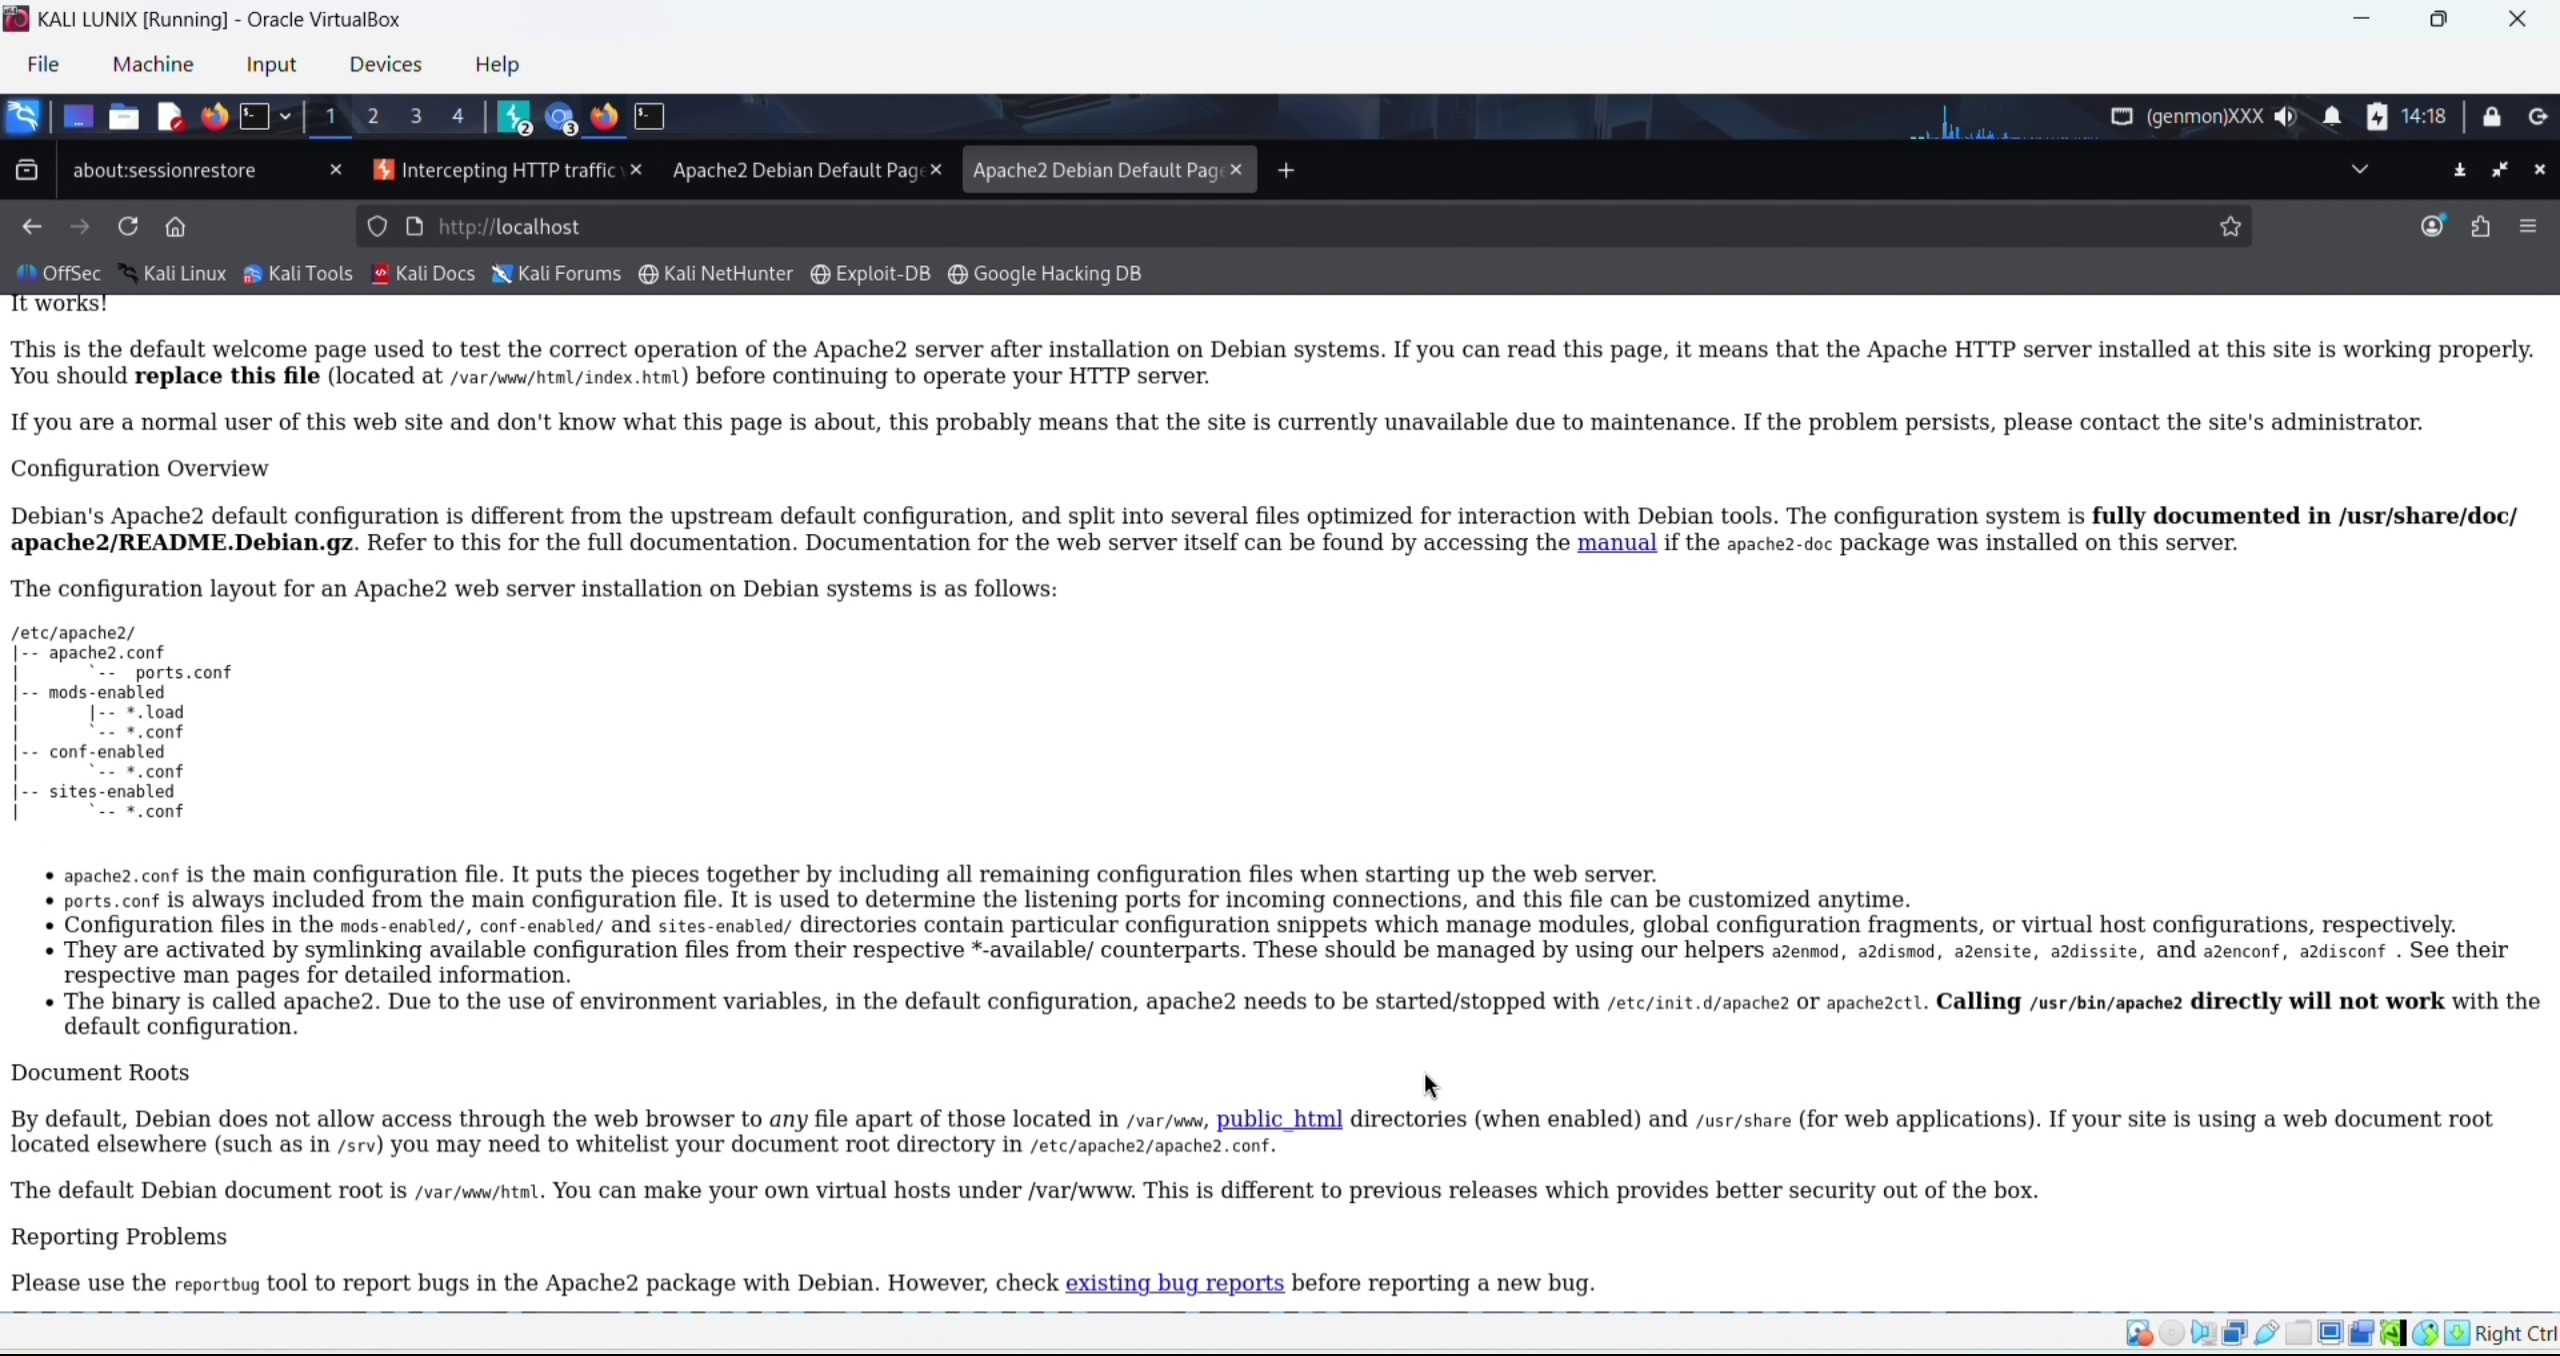 KALI LUNIX [Running] - Oracle VirtualBox
File Machine Input Devices Help
1 2 3 4 2 3 (genmon)XXX 14:18
about:sessionrestore Intercepting HTTP traffic Apache2 Debian Default Page Apache2 Debian Default Page
http://localhost
OffSec Kali Linux Kali Tools Kali Docs Kali Forums Kali NetHunter Exploit-DB Google Hacking DB
It works!
This is the default welcome page used to test the correct operation of the Apache2 server after installation on Debian systems. If you can read this page, it means that the Apache HTTP server installed at this site is working properly.
You should replace this file (located at /var/www/html/index.html) before continuing to operate your HTTP server.
If you are a normal user of this web site and don't know what this page is about, this probably means that the site is currently unavailable due to maintenance. If the problem persists, please contact the site's administrator.
Configuration Overview
Debian's Apache2 default configuration is different from the upstream default configuration, and split into several files optimized for interaction with Debian tools. The configuration system is fully documented in /usr/share/doc/
apache2/README.Debian.gz. Refer to this for the full documentation. Documentation for the web server itself can be found by accessing the manual if the apache2-doc package was installed on this server.
The configuration layout for an Apache2 web server installation on Debian systems is as follows:
/etc/apache2/
|-- apache2.conf
|       `--  ports.conf
|-- mods-enabled
|       |-- *.load
|       `-- *.conf
|-- conf-enabled
|       `-- *.conf
|-- sites-enabled
|       `-- *.conf
• apache2.conf is the main configuration file. It puts the pieces together by including all remaining configuration files when starting up the web server.
• ports.conf is always included from the main configuration file. It is used to determine the listening ports for incoming connections, and this file can be customized anytime.
• Configuration files in the mods-enabled/, conf-enabled/ and sites-enabled/ directories contain particular configuration snippets which manage modules, global configuration fragments, or virtual host configurations, respectively.
• They are activated by symlinking available configuration files from their respective *-available/ counterparts. These should be managed by using our helpers a2enmod, a2dismod, a2ensite, a2dissite, and a2enconf, a2disconf . See their
respective man pages for detailed information.
• The binary is called apache2. Due to the use of environment variables, in the default configuration, apache2 needs to be started/stopped with /etc/init.d/apache2 or apache2ctl. Calling /usr/bin/apache2 directly will not work with the
default configuration.
Document Roots
By default, Debian does not allow access through the web browser to any file apart of those located in /var/www, public_html directories (when enabled) and /usr/share (for web applications). If your site is using a web document root
located elsewhere (such as in /srv) you may need to whitelist your document root directory in /etc/apache2/apache2.conf.
The default Debian document root is /var/www/html. You can make your own virtual hosts under /var/www. This is different to previous releases which provides better security out of the box.
Reporting Problems
Please use the reportbug tool to report bugs in the Apache2 package with Debian. However, check existing bug reports before reporting a new bug.
Right Ctrl